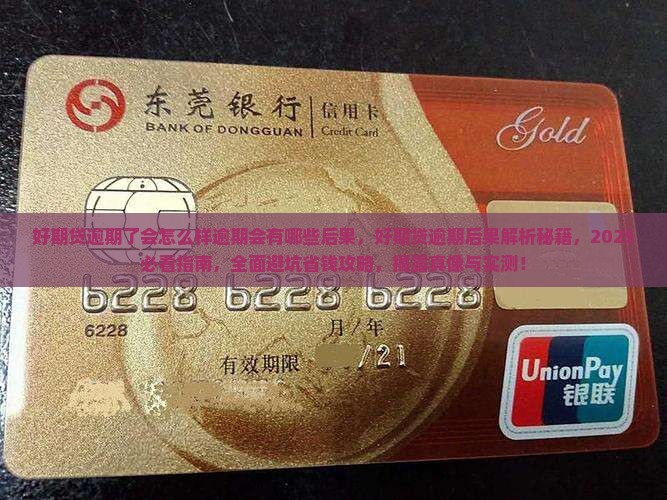 东莞银行 信用卡
BANK OF DONGGUAN Credit Card
Gold
好期贷逾期了会怎么样逾期会有哪些后果，好期贷逾期后果解析秘籍，202
必看指南，全面避坑省钱攻略，真像与实测！
6228 6228 6228 6228
6228
月/年
有效期限 /21
UnionPay
银联